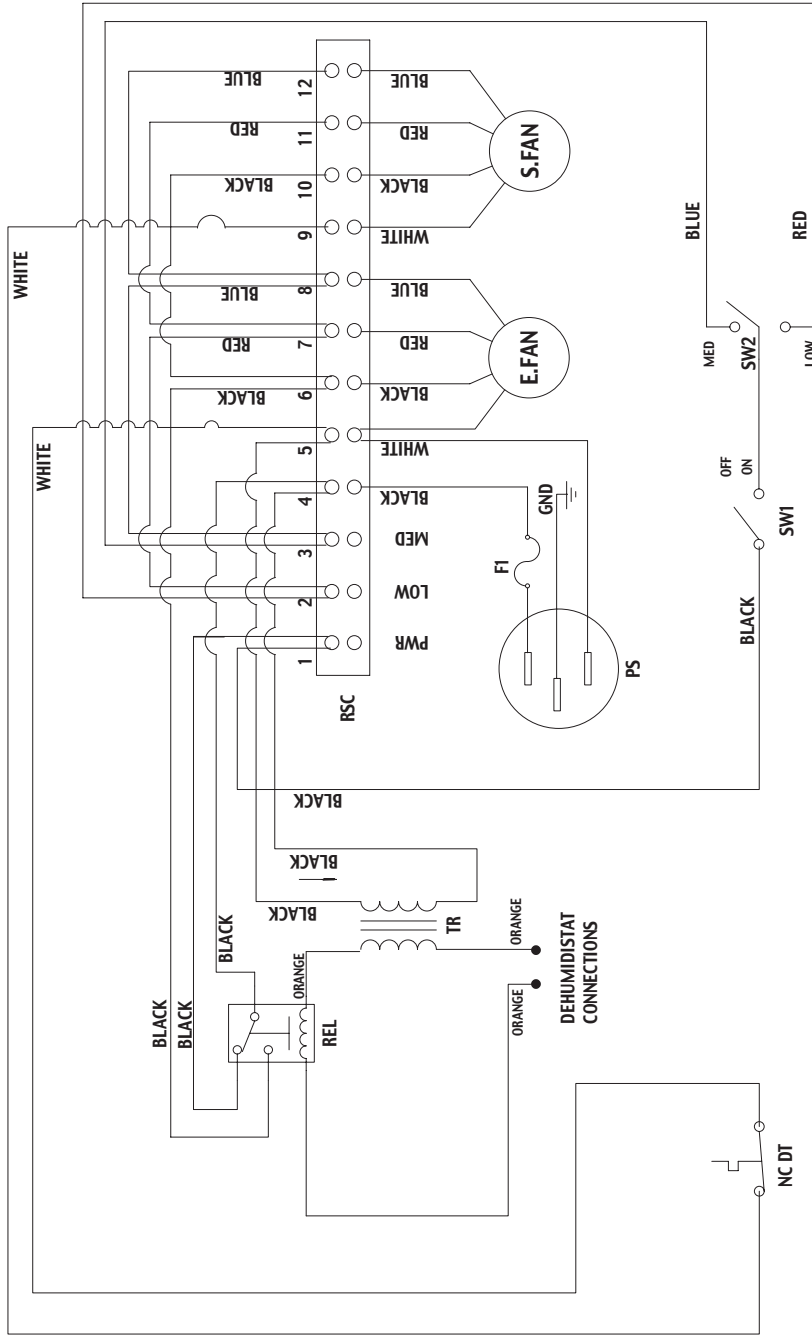 WHITE
WHITE
BLUE
RED
BLACK
BLUE
RED
BLACK
12
11
10
9
8
7
6
5
4
3
2
1
RSC
BLUE
RED
BLACK
WHITE
BLUE
RED
BLACK
WHITE
BLACK
MED
LOW
PWR
S.FAN
E.FAN
GND
F1
PS
BLUE
RED
MED
SW2
LOW
OFF
ON
SW1
BLACK
BLACK
BLACK
BLACK
BLACK
BLACK
BLACK
TR
ORANGE
ORANGE
ORANGE
DEHUMIDISTAT
CONNECTIONS
REL
NC DT